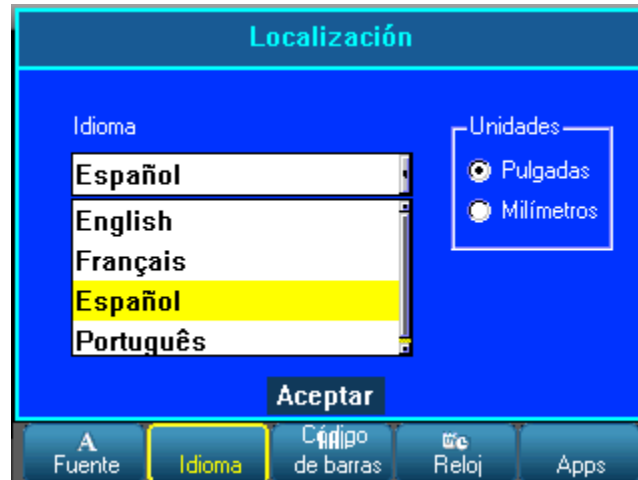 Localización
Idioma
Español
English
Français
Español
Português
Unidades
Pulgadas
Milímetros
Aceptar
A
Fuente
Idioma
Código
de barras
Reloj
Apps